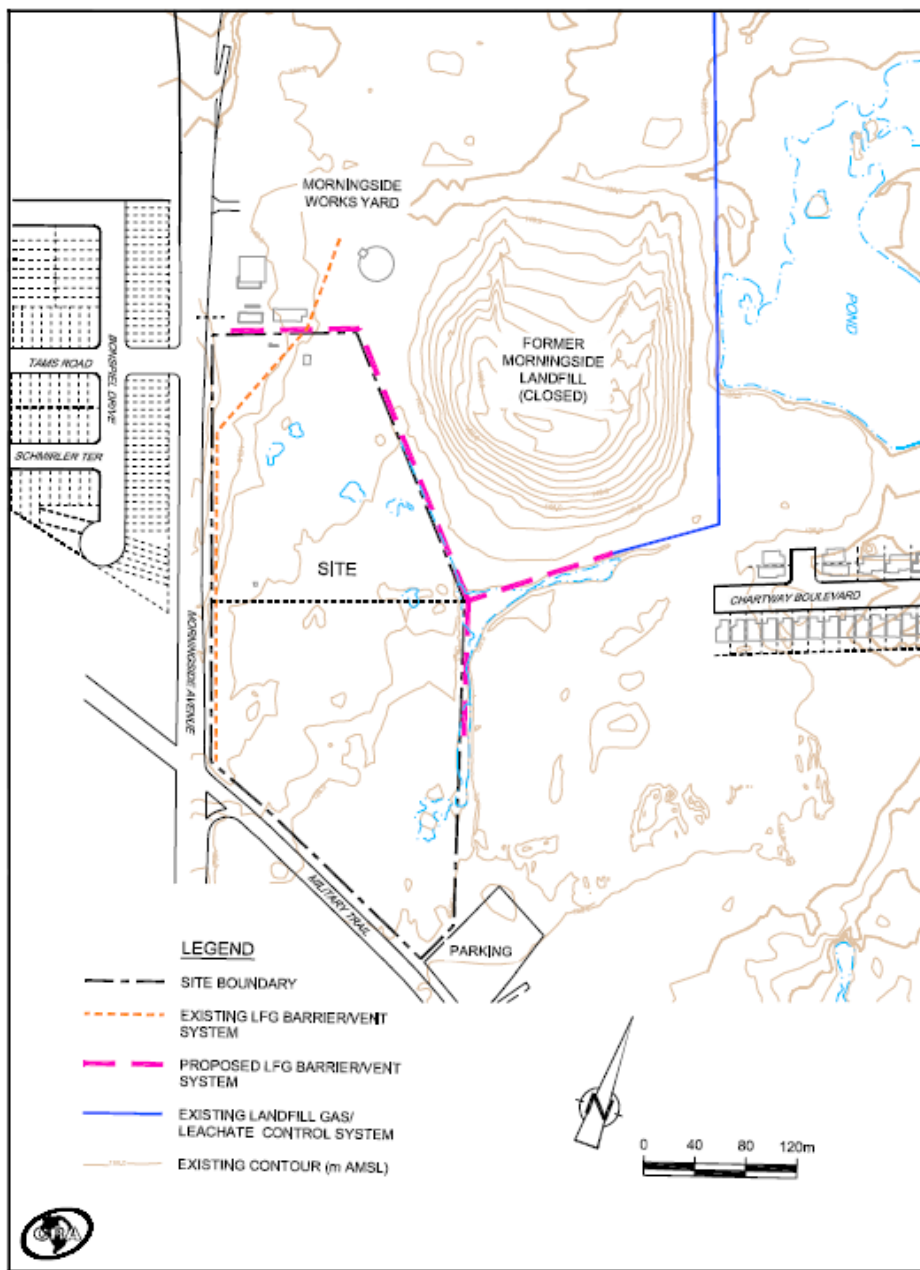 MORNINGSIDE
WORKS YARD
FORMER
MORNINGSIDE
LANDFILL
(CLOSED)
POND
TAMS ROAD
BONSPIEL DRIVE
SCHMIRLER TER
SITE
CHARTWAY BOULEVARD
MORNINGSIDE AVENUE
MILITARY TRAIL
PARKING
LEGEND
SITE BOUNDARY
EXISTING LFG BARRIER/VENT
SYSTEM
PROPOSED LFG BARRIER/VENT
SYSTEM
EXISTING LANDFILL GAS/
LEACHATE CONTROL SYSTEM
EXISTING CONTOUR (m AMSL)
N
0 40 80 120m
CRA